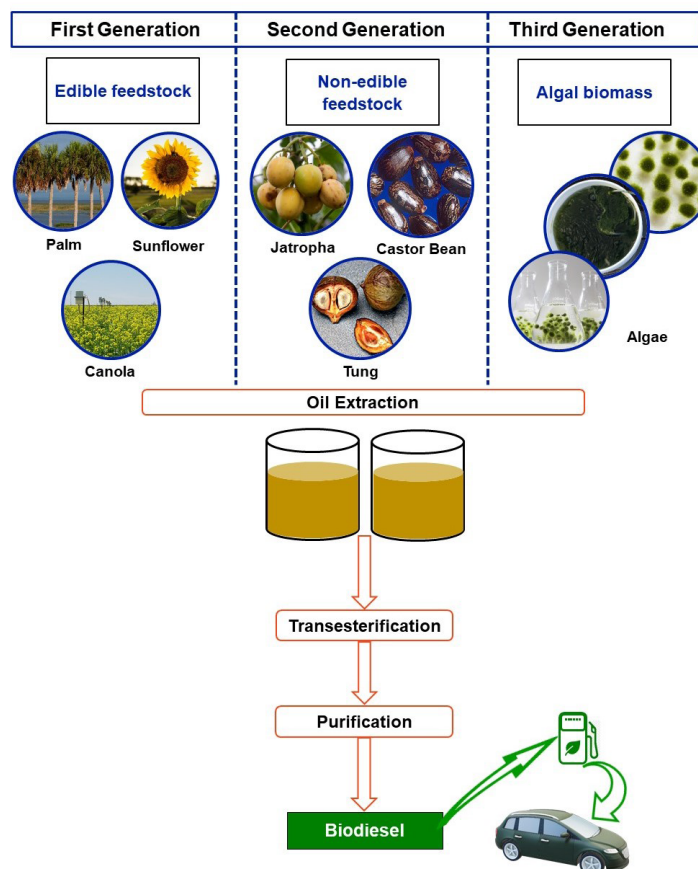 First Generation
Second Generation
Third Generation
Edible feedstock
Non-edible
feedstock
Algal biomass
Palm
Sunflower
Jatropha
Castor Bean
Canola
Tung
Algae
Oil Extraction
Transesterification
Purification
Biodiesel